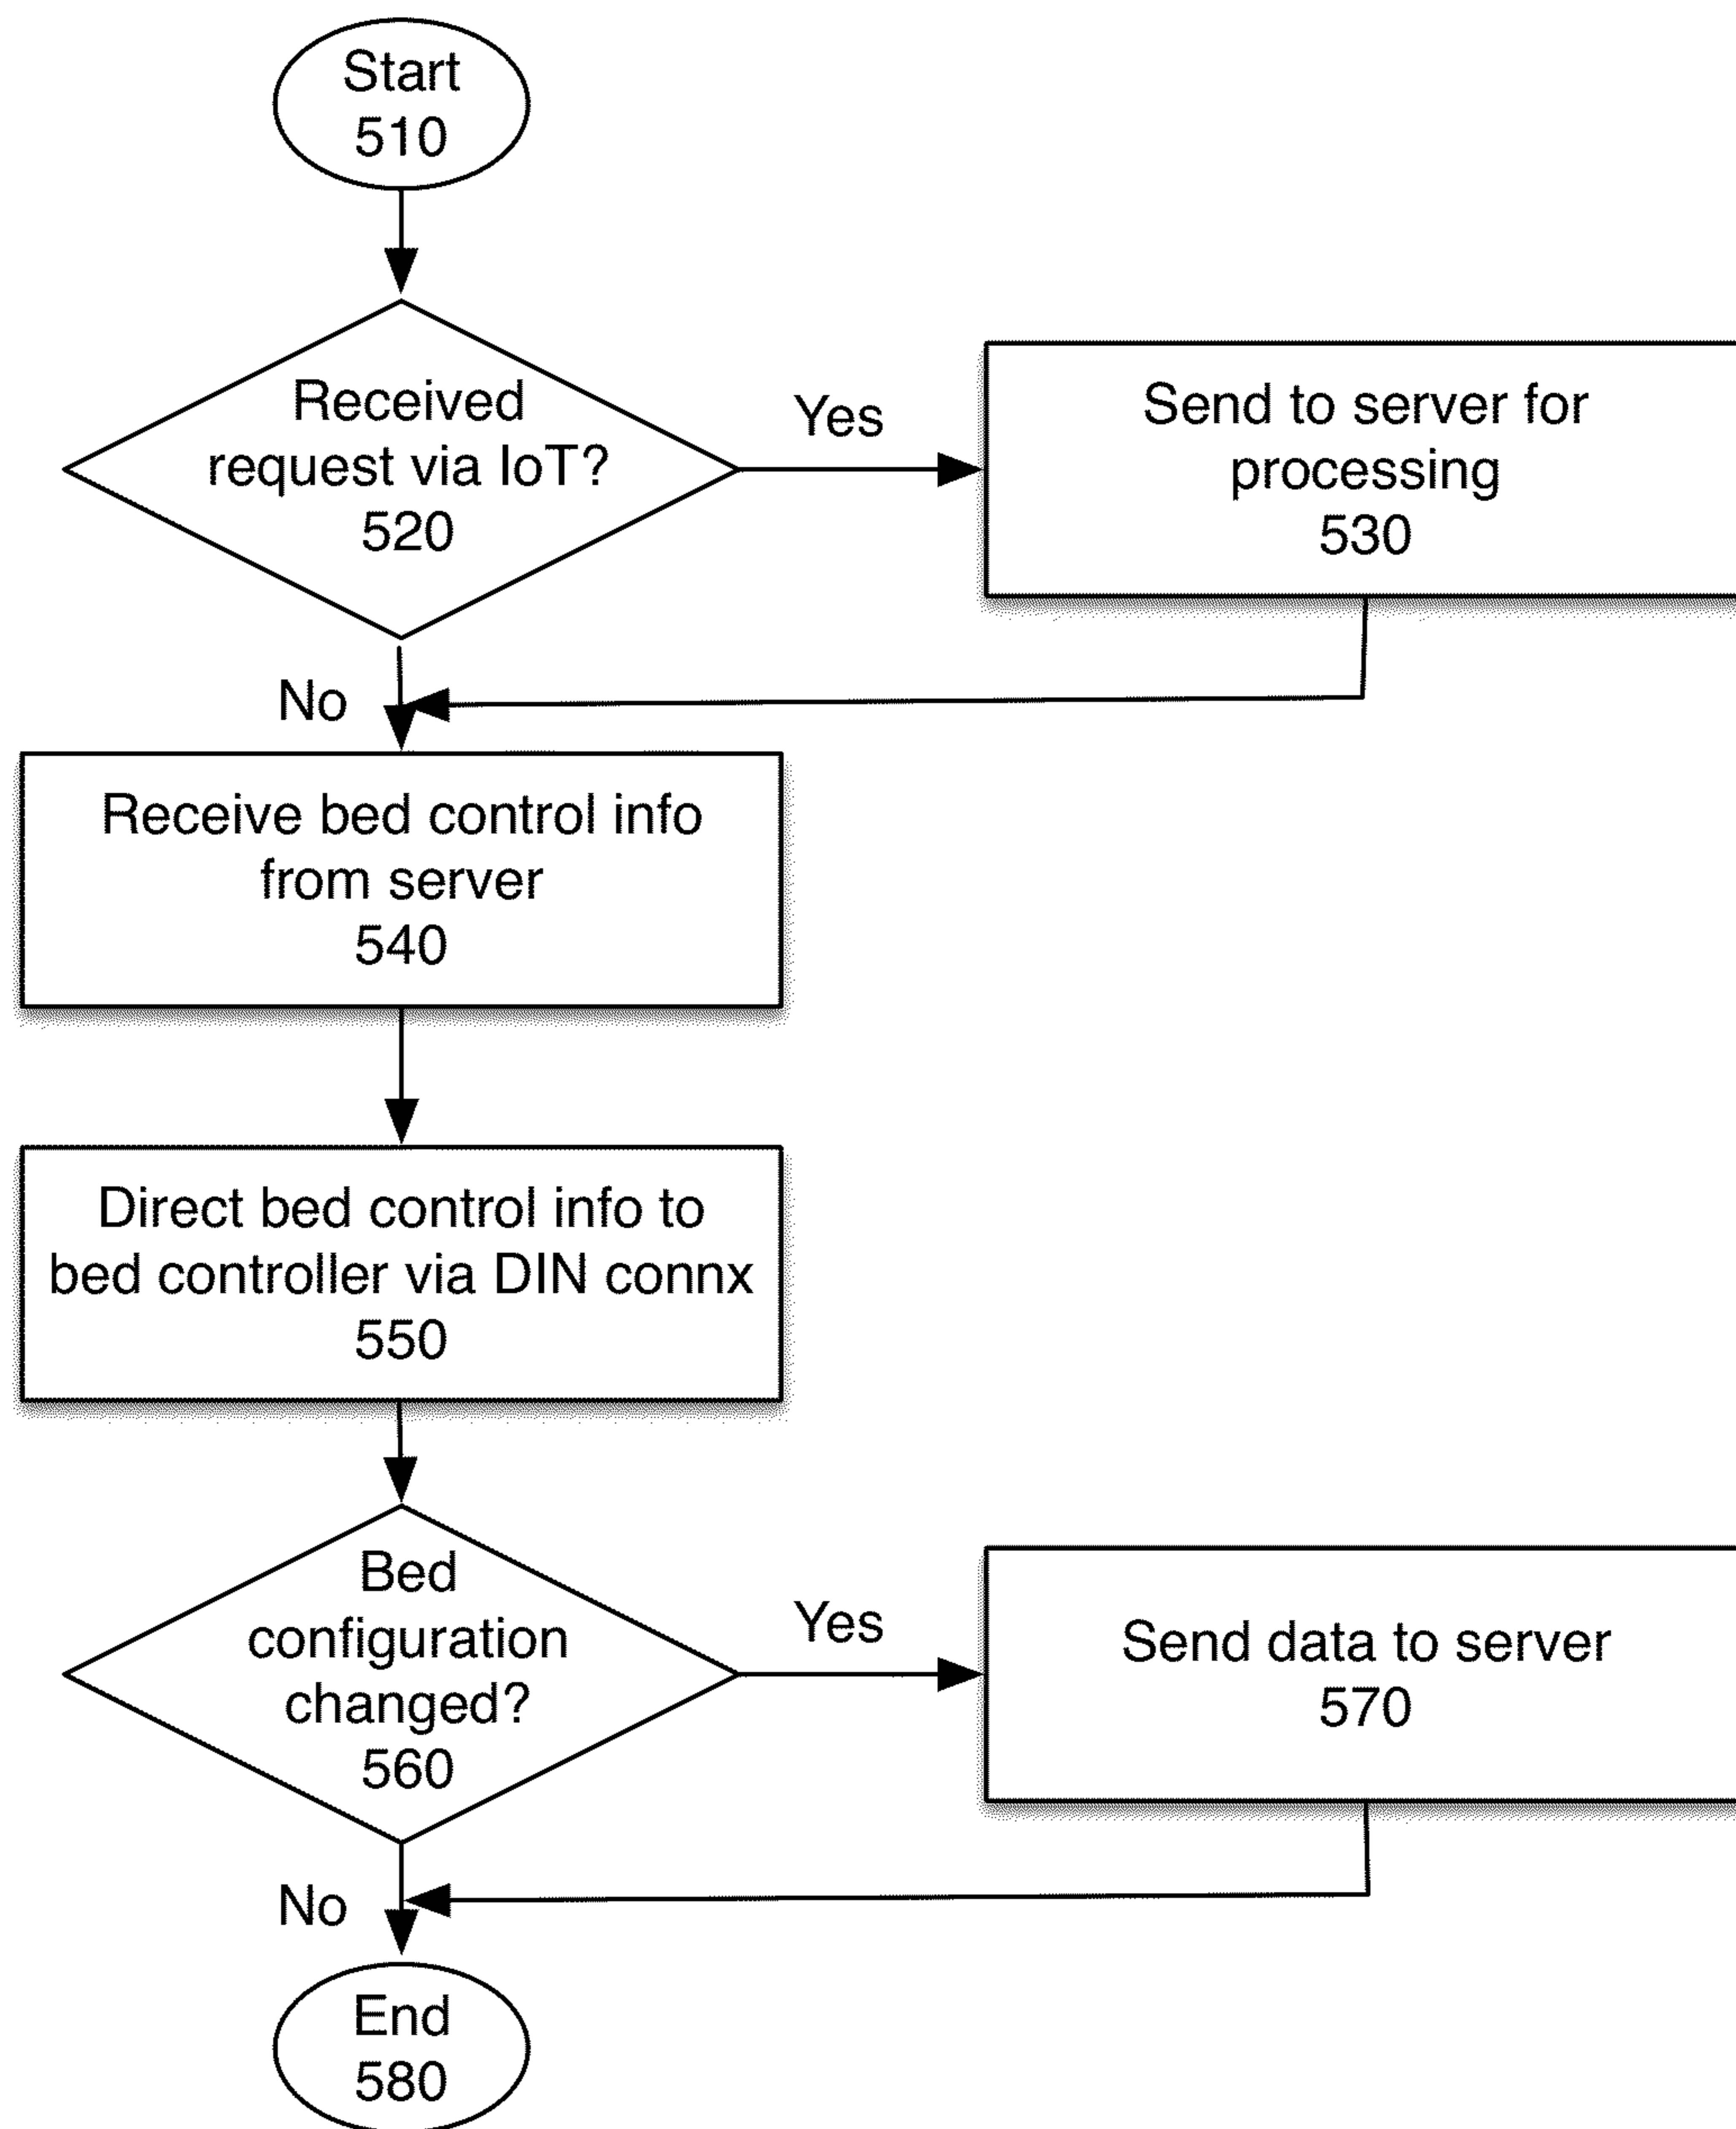 Start
510
Received
request via IoT?
520
Yes
Send to server for
processing
530
No
Receive bed control info
from server
540
Direct bed control info to
bed controller via DIN connx
550
Bed
configuration
changed?
560
Yes
Send data to server
570
No
End
580